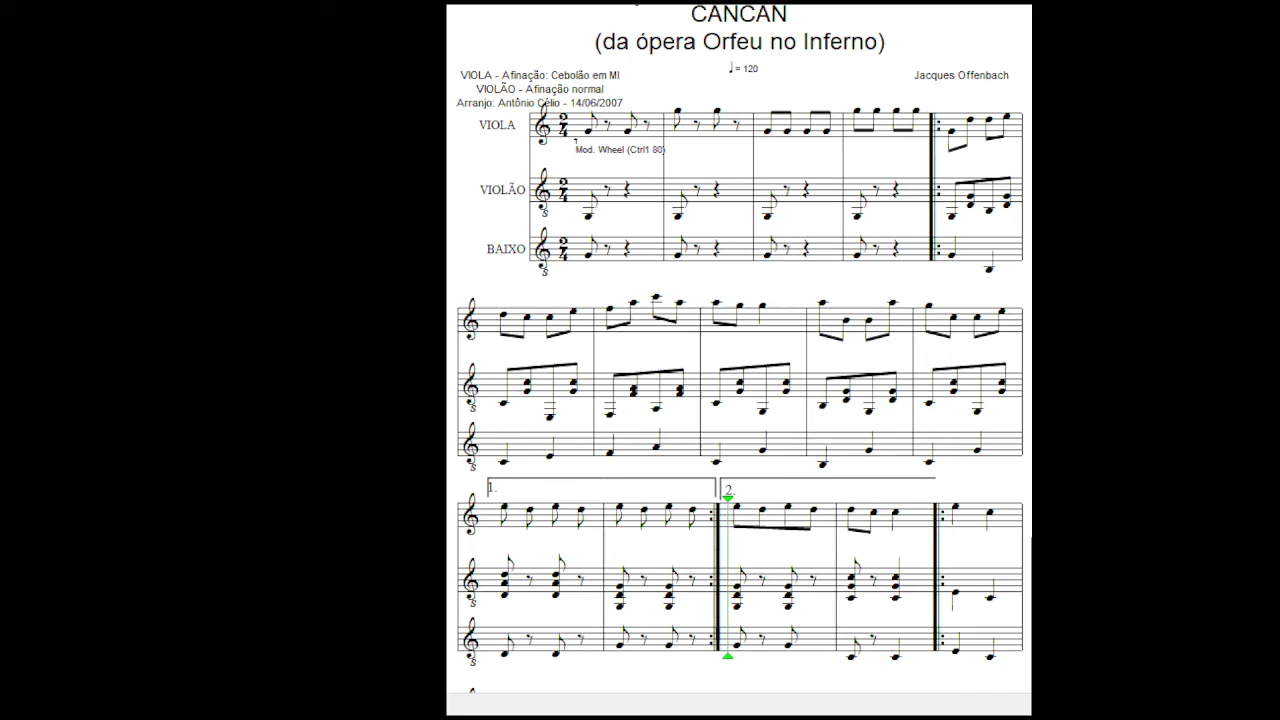 CANCAN
(da ópera Orfeu no Inferno)
♩ = 120
VIOLA - Afinação: Cebolão em MI
Jacques Offenbach
VIOLÃO - Afinação normal
Arranjo: Antônio Célio - 14/06/2007
VIOLA
Mod. Wheel (Ctrl1 80)
VIOLÃO
BAIXO
1.
2.